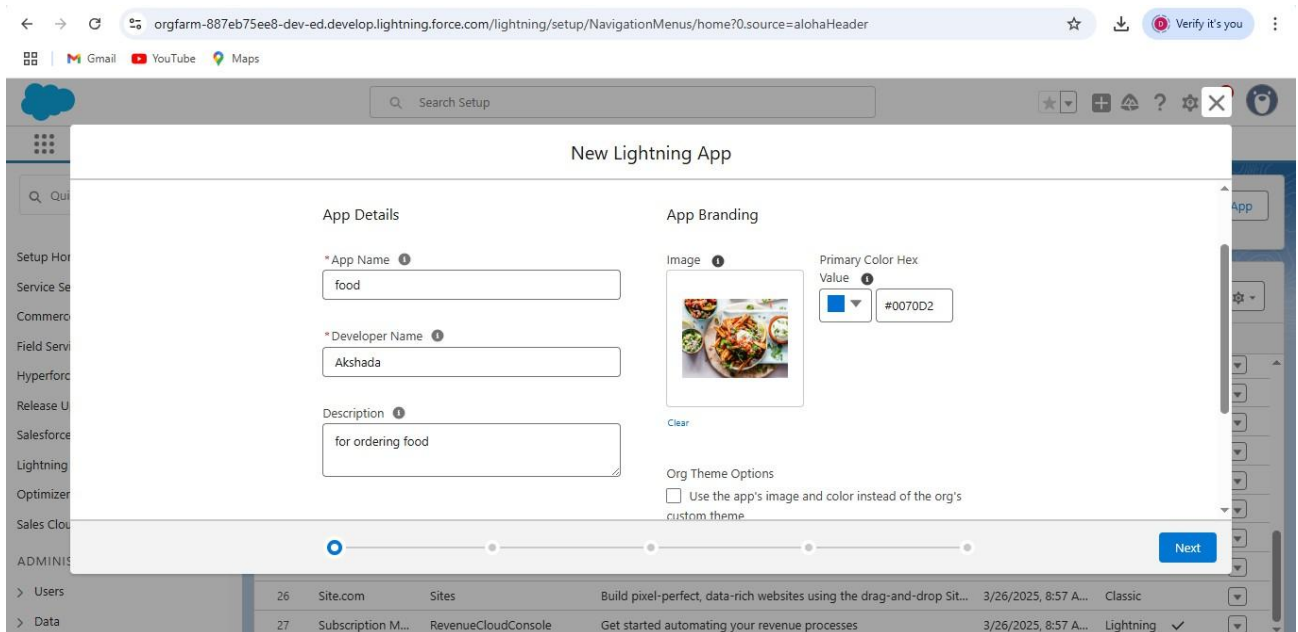 orgfarm-887eb75ee8-dev-ed.develop.lightning.force.com/lightning/setup/NavigationMenus/home?0.source=alohaHeader
Verify it's you
Gmail YouTube Maps
Search Setup
New Lightning App
Qui
App
App Details
App Branding
Setup Hor
*App Name
Image
Primary Color Hex
Value
Service Se
food
#0070D2
Commerc
*Developer Name
Field Servi
Akshada
Hyperforc
Release U
Description
Clear
Salesforce
for ordering food
Lightning
Org Theme Options
Optimizer
Use the app's image and color instead of the org's
custom theme
Sales Clou
Next
ADMINIS
Users
26 Site.com Sites Build pixel-perfect, data-rich websites using the drag-and-drop Sit... 3/26/2025, 8:57 A... Classic
Data
27 Subscription M... RevenueCloudConsole Get started automating your revenue processes 3/26/2025, 8:57 A... Lightning